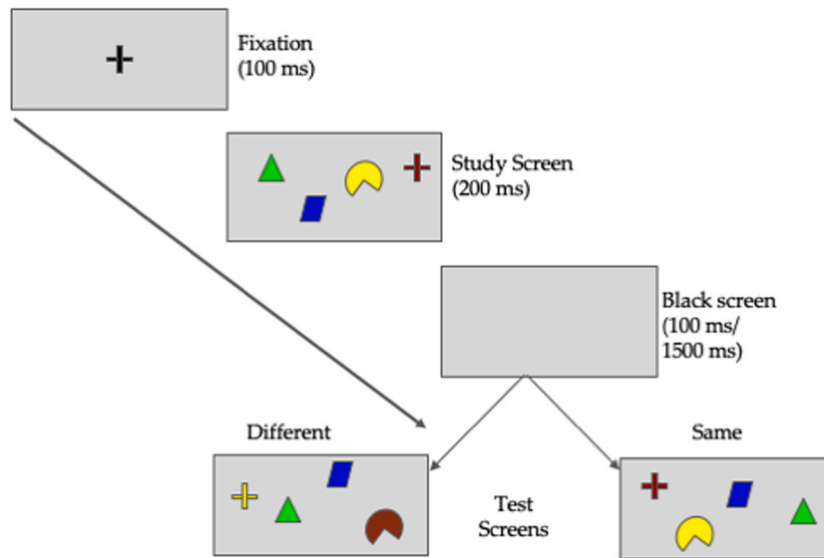 Fixation
(100 ms)
Study Screen
(200 ms)
Black screen
(100 ms/
1500 ms)
Different
Same
Test
Screens